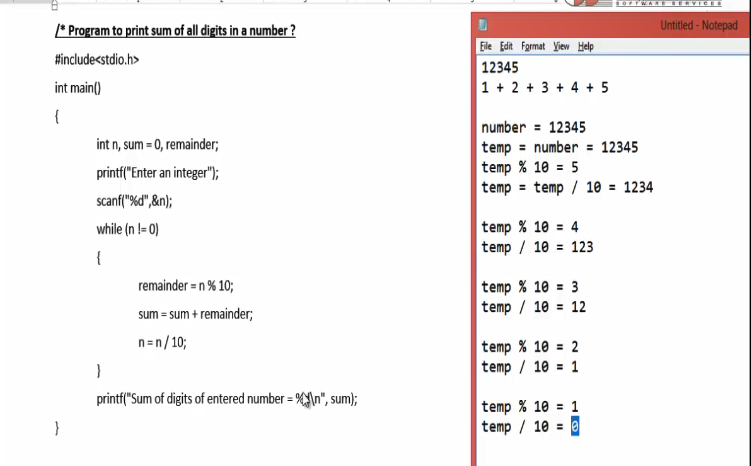 /* Program to print sum of all digits in a number ?
#include<stdio.h>
int main()
{
int n, sum = 0, remainder;
printf("Enter an integer");
scanf("%d",&n);
while (n != 0)
{
remainder = n % 10;
sum = sum + remainder;
n = n / 10;
}
printf("Sum of digits of entered number = %\n", sum);
}
SOFTWARE SERVICES
Untitled - Notepad
File Edit Format View Help
12345
1 + 2 + 3 + 4 + 5
number = 12345
temp = number = 12345
temp % 10 = 5
temp = temp / 10 = 1234
temp % 10 = 4
temp / 10 = 123
temp % 10 = 3
temp / 10 = 12
temp % 10 = 2
temp / 10 = 1
temp % 10 = 1
temp / 10 = 0